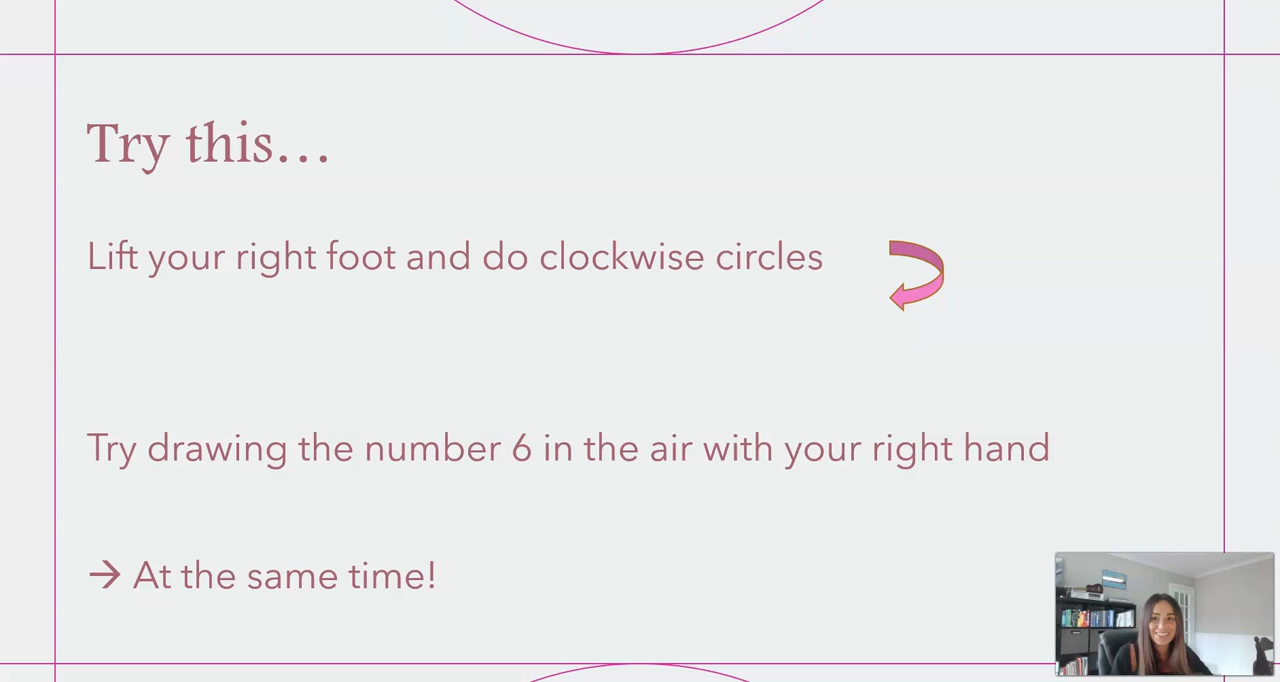 Try this…
Lift your right foot and do clockwise circles
Try drawing the number 6 in the air with your right hand
→ At the same time!